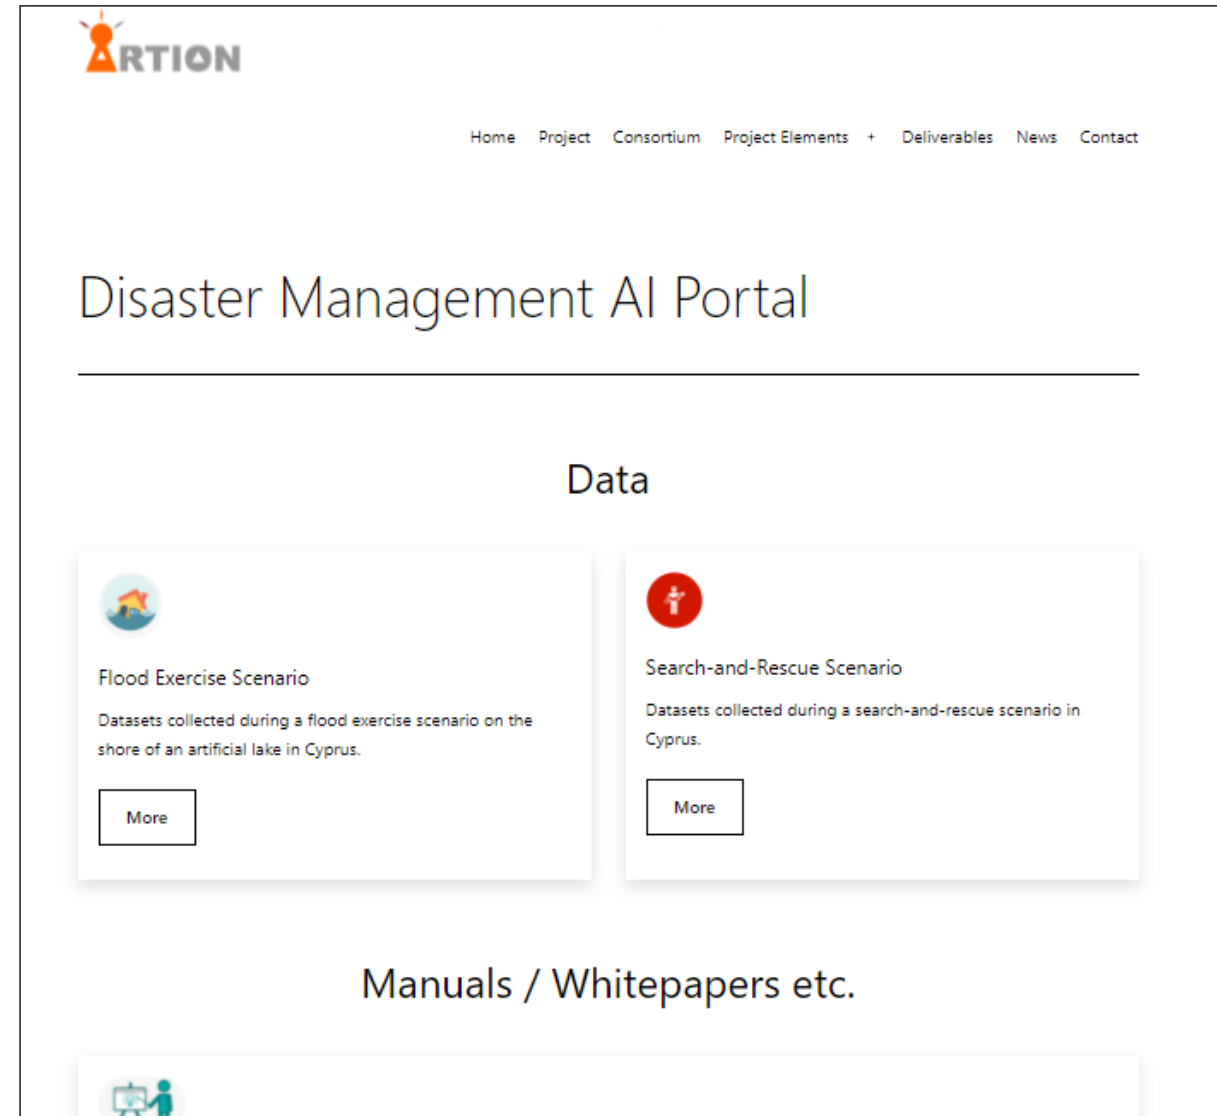 ARTION
Home Project Consortium Project Elements + Deliverables News Contact
Disaster Management AI Portal
Data
Flood Exercise Scenario
Datasets collected during a flood exercise scenario on the
shore of an artificial lake in Cyprus.
More
Search-and-Rescue Scenario
Datasets collected during a search-and-rescue scenario in
Cyprus.
More
Manuals / Whitepapers etc.